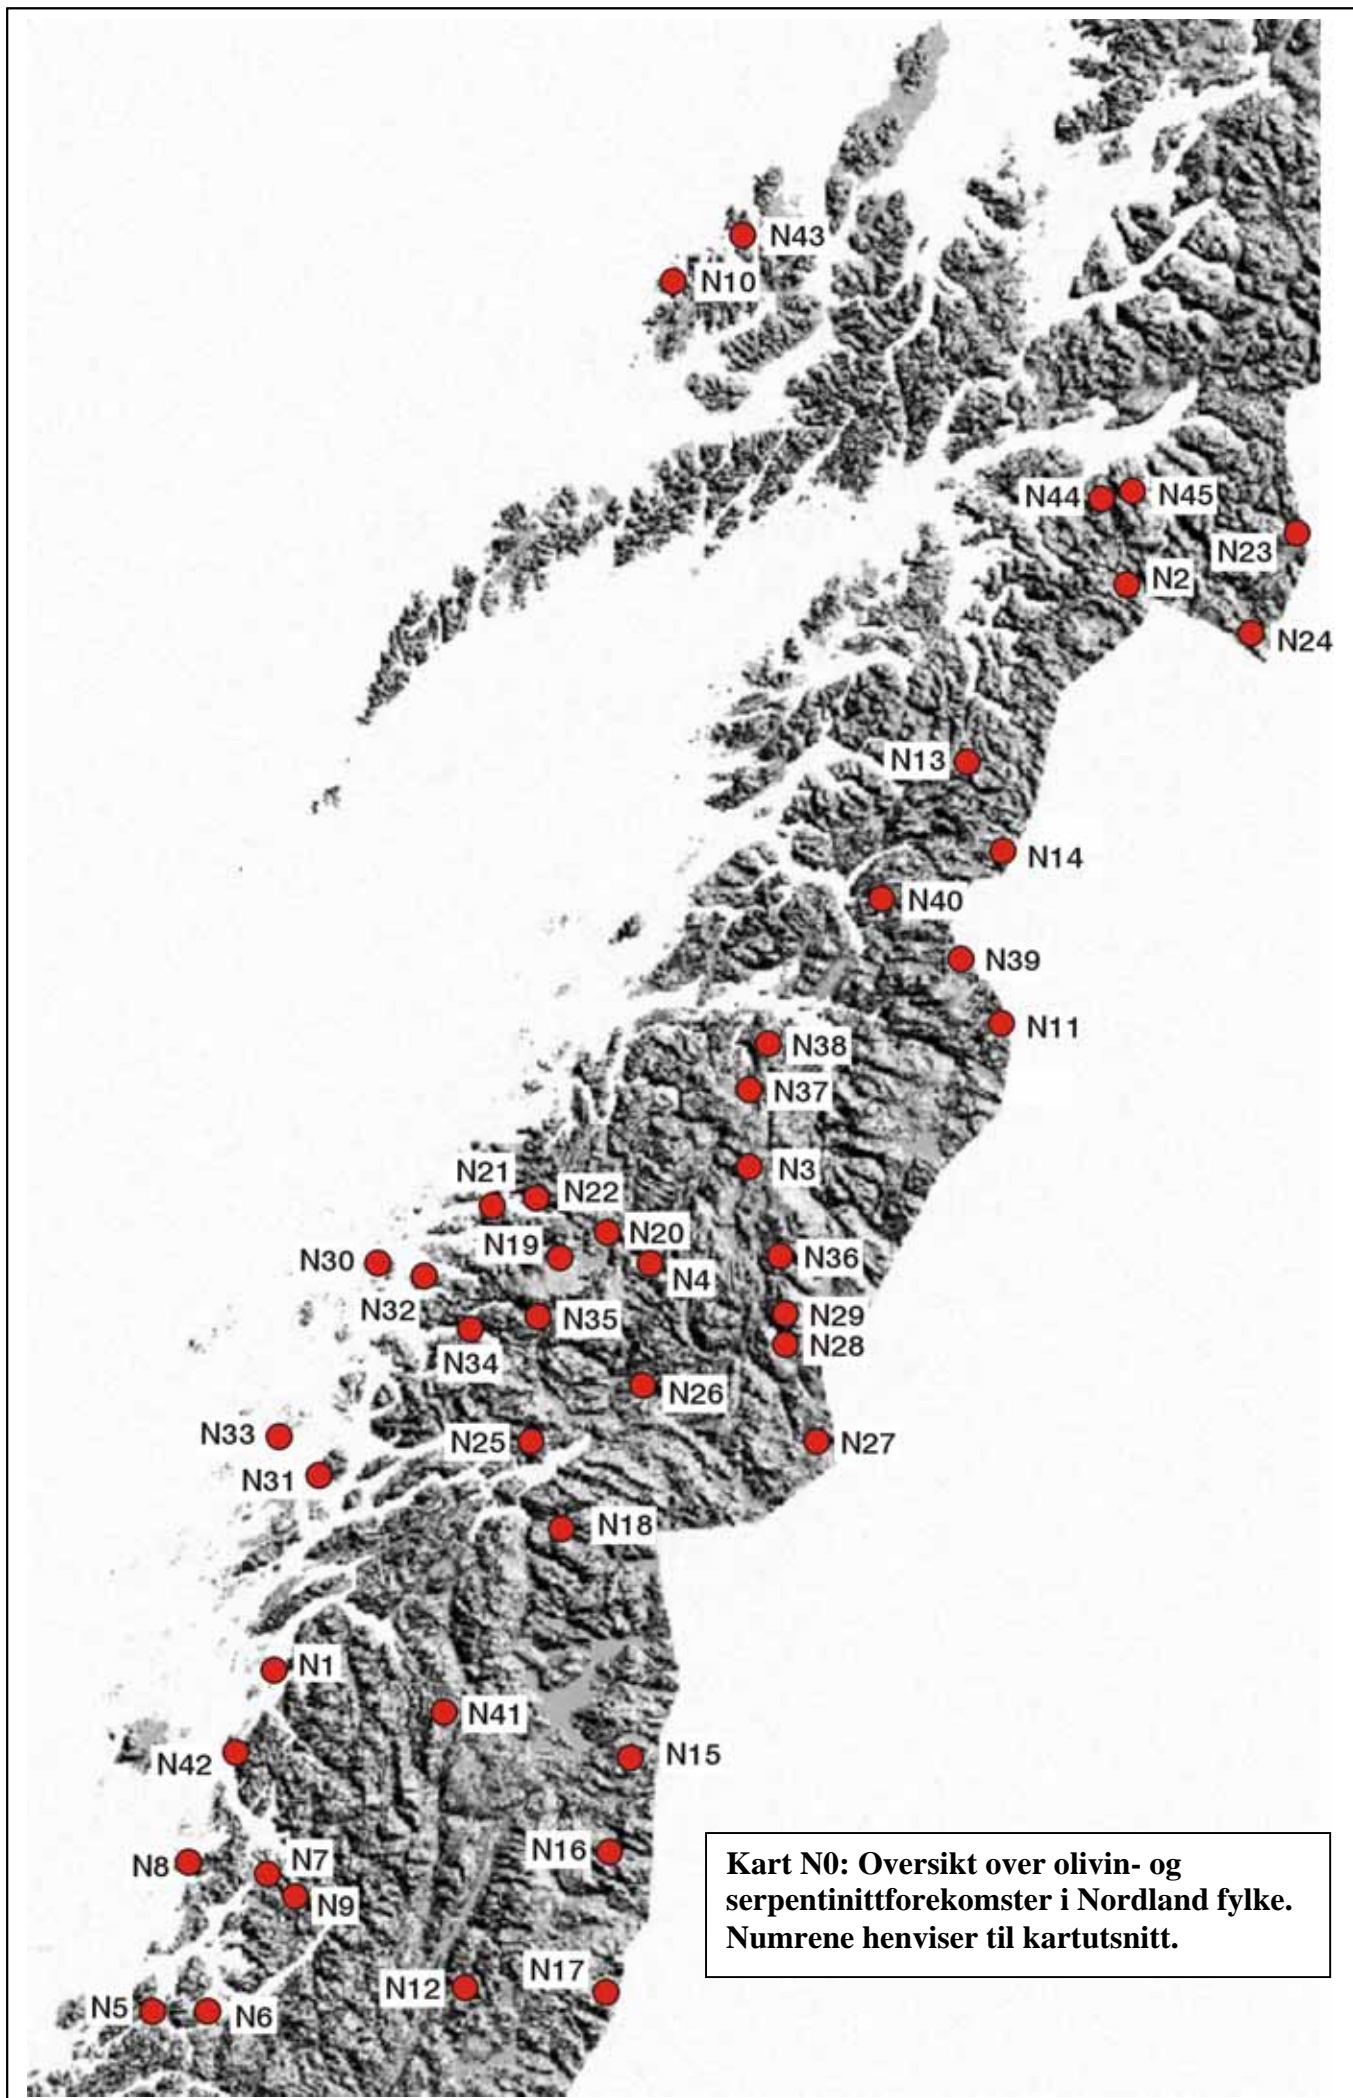 N43
N10
N44
N45
N23
N2
N24
N13
N14
N40
N39
N11
N38
N37
N3
N21
N22
N20
N19
N36
N30
N4
N32
N29
N35
N28
N34
N26
N33
N25
N27
N31
N18
N1
N41
N42
N15
N16
N8
N7
N9
N17
N12
N5
N6
Kart N0: Oversikt over olivin- og
serpentinittforekomster i Nordland fylke.
Numrene henviser til kartutsnitt.